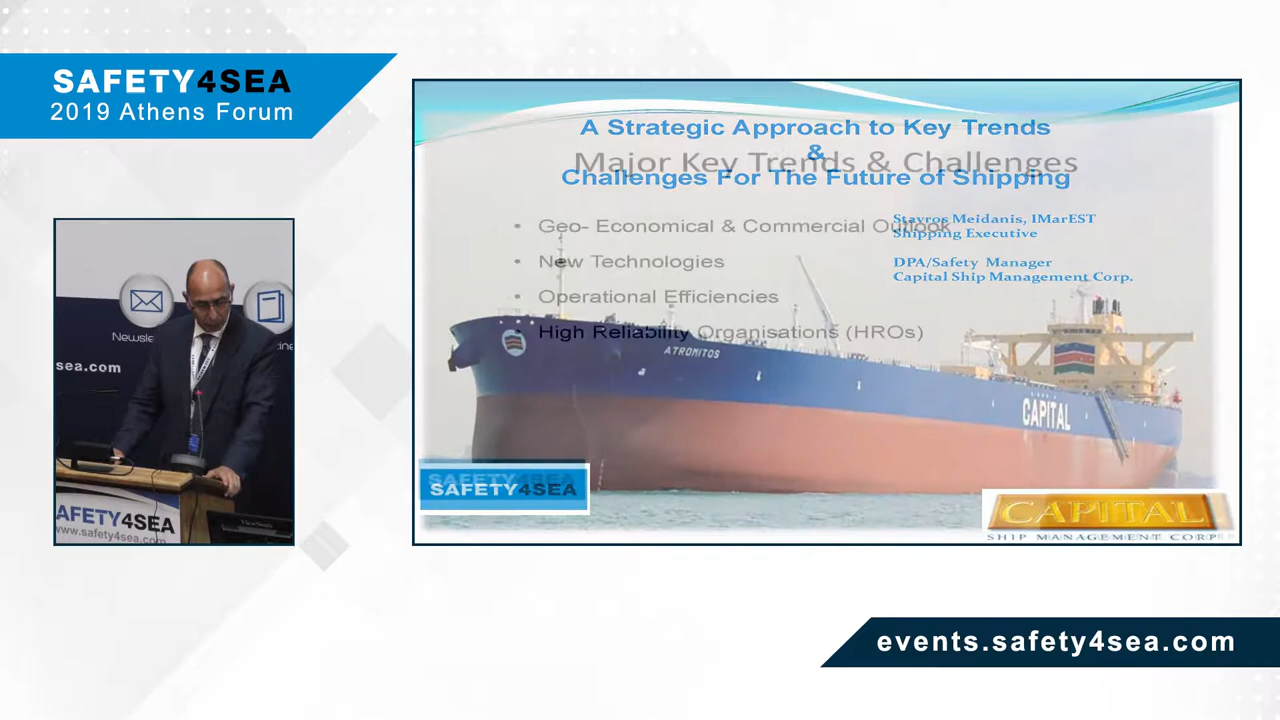 SAFETY4SEA
2019 Athens Forum
Newsle
sea.com
AFETY4SEA
www.safety4sea.com
ViewSonic
A Strategic Approach to Key Trends
&
Challenges For The Future of Shipping
Major Key Trends & Challenges
Stavros Meidanis, IMarEST
Shipping Executive
DPA/Safety Manager
Capital Ship Management Corp.
• Geo- Economical & Commercial Outlook
• New Technologies
• Operational Efficiencies
• High Reliability Organisations (HROs)
ATROMITOS
CAPITAL
SAFETY4SEA
CAPITAL
SHIP MANAGEMENT CORP
events.safety4sea.com